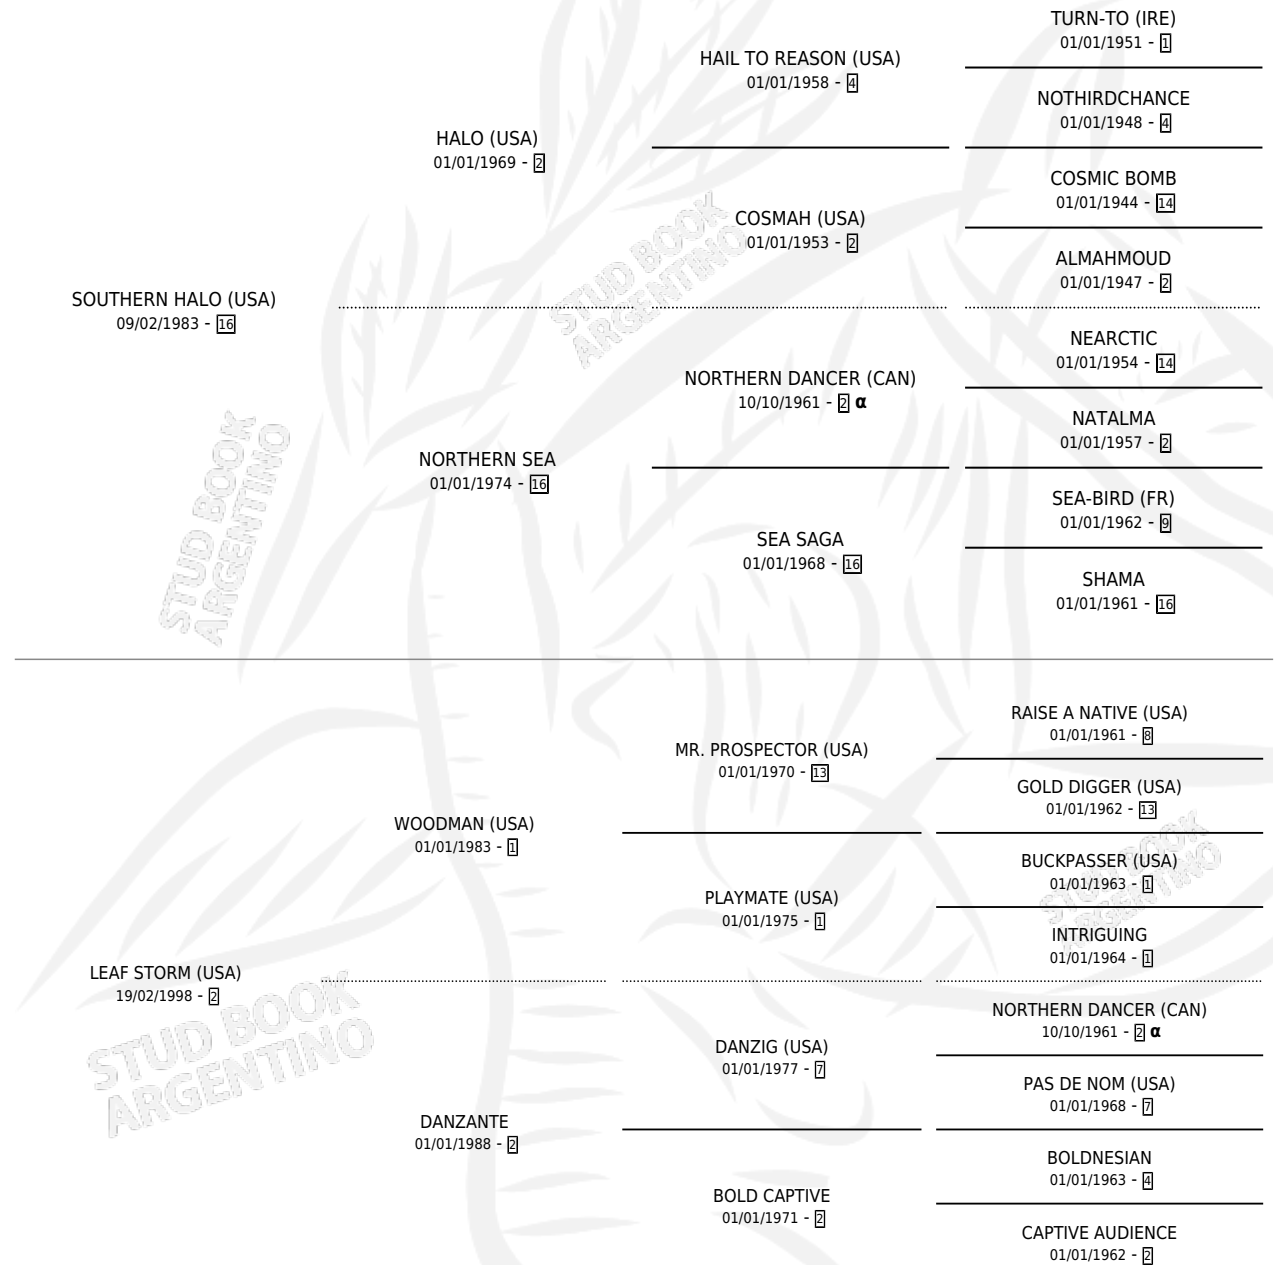 TURN-TO (IRE)
01/01/1951 - 1
HAIL TO REASON (USA)
01/01/1958 - 4
NOTHIRDCHANCE
01/01/1948 - 4
HALO (USA)
01/01/1969 - 2
COSMIC BOMB
01/01/1944 - 14
COSMAH (USA)
01/01/1953 - 2
ALMAHMOUD
01/01/1947 - 2
SOUTHERN HALO (USA)
09/02/1983 - 16
NEARCTIC
01/01/1954 - 14
NORTHERN DANCER (CAN)
10/10/1961 - 2 α
NATALMA
01/01/1957 - 2
NORTHERN SEA
01/01/1974 - 16
SEA-BIRD (FR)
01/01/1962 - 9
SEA SAGA
01/01/1968 - 16
SHAMA
01/01/1961 - 16
RAISE A NATIVE (USA)
01/01/1961 - 8
MR. PROSPECTOR (USA)
01/01/1970 - 13
GOLD DIGGER (USA)
01/01/1962 - 13
WOODMAN (USA)
01/01/1983 - 1
BUCKPASSER (USA)
01/01/1963 - 1
PLAYMATE (USA)
01/01/1975 - 1
INTRIGUING
01/01/1964 - 1
LEAF STORM (USA)
19/02/1998 - 2
NORTHERN DANCER (CAN)
10/10/1961 - 2 α
DANZIG (USA)
01/01/1977 - 7
PAS DE NOM (USA)
01/01/1968 - 7
DANZANTE
01/01/1988 - 2
BOLDNESIAN
01/01/1963 - 4
BOLD CAPTIVE
01/01/1971 - 2
CAPTIVE AUDIENCE
01/01/1962 - 2
STUD BOOK
ARGENTINO
STUD BOOK
ARGENTINO
STUD BOOK
ARGENTINO
STUD BOOK
ARGENTINO